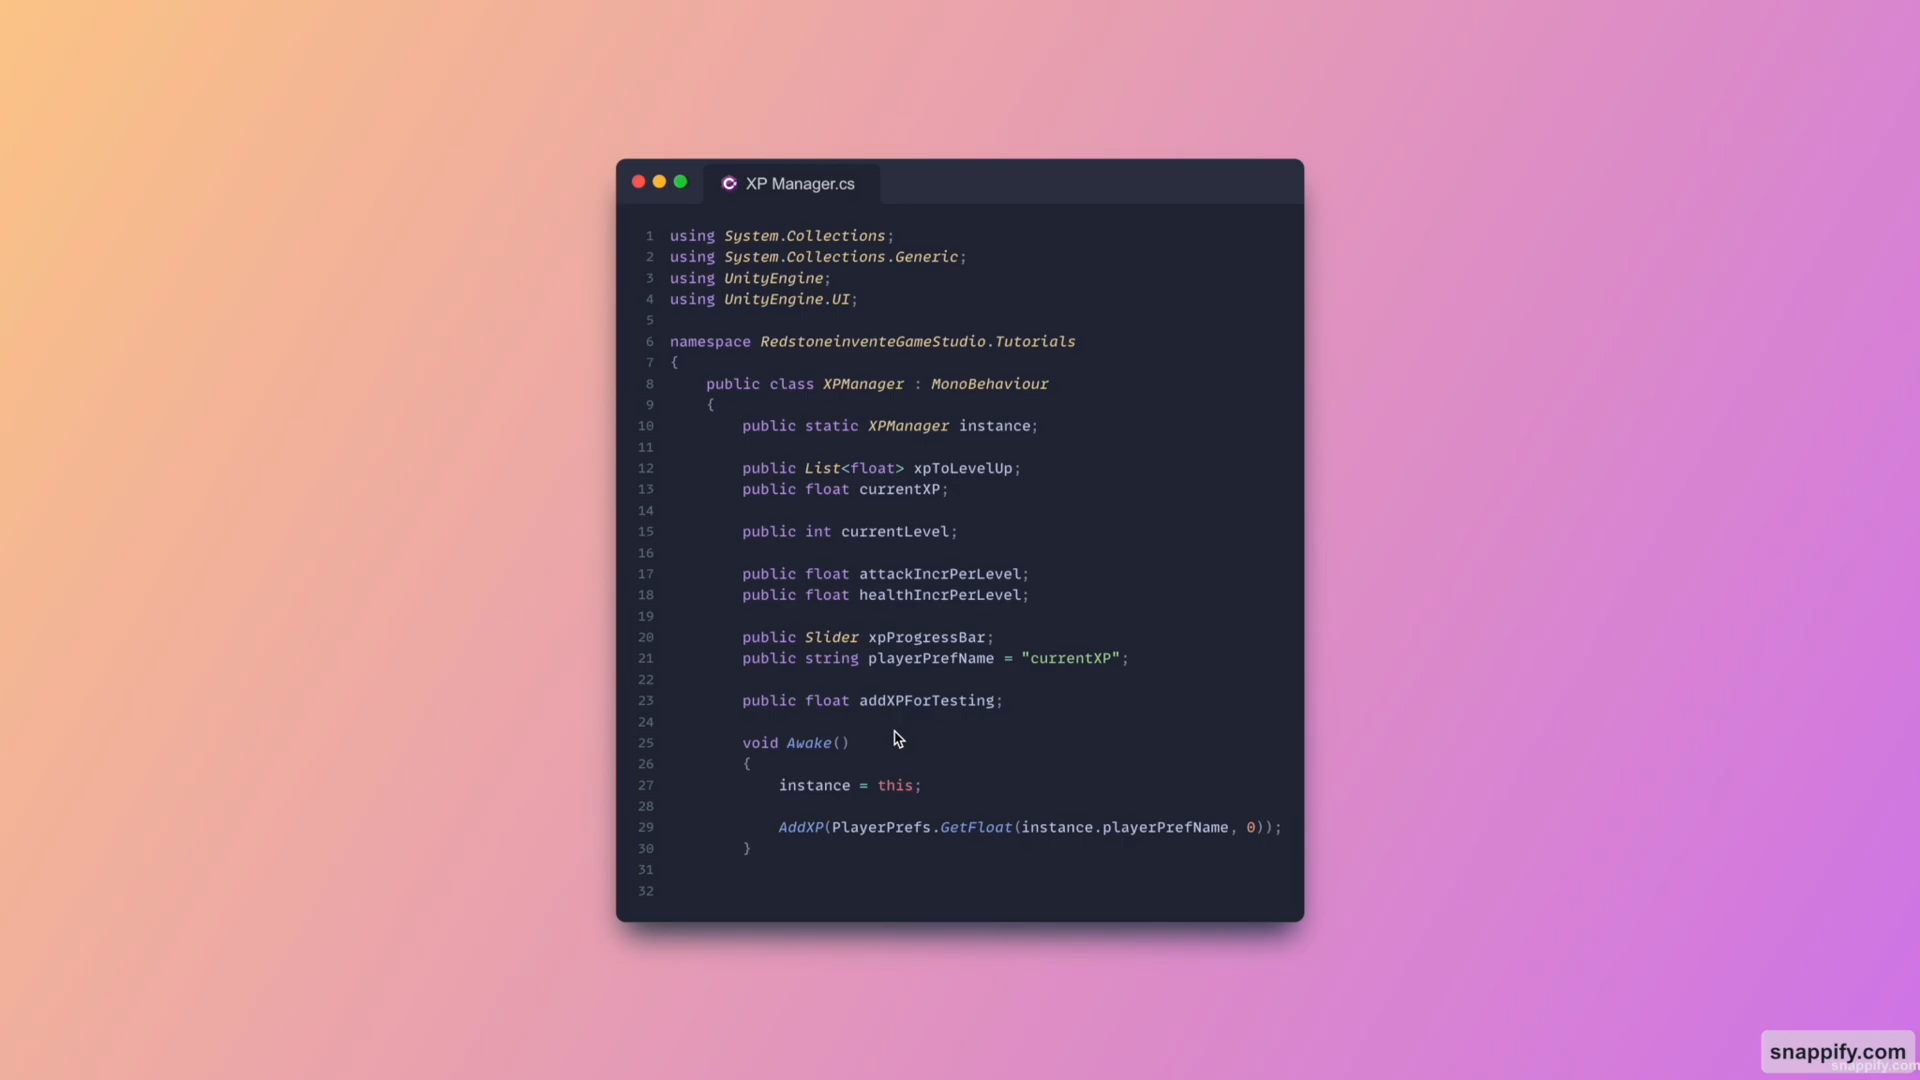 XP Manager.cs
1 using System.Collections;
2 using System.Collections.Generic;
3 using UnityEngine;
4 using UnityEngine.UI;
5
6 namespace RedstoneinventeGameStudio.Tutorials
7 {
8     public class XPManager : MonoBehaviour
9     {
10         public static XPManager instance;
11
12         public List<float> xpToLevelUp;
13         public float currentXP;
14
15         public int currentLevel;
16
17         public float attackIncrPerLevel;
18         public float healthIncrPerLevel;
19
20         public Slider xpProgressBar;
21         public string playerPrefName = "currentXP";
22
23         public float addXPForTesting;
24
25         void Awake()
26         {
27             instance = this;
28
29             AddXP(PlayerPrefs.GetFloat(instance.playerPrefName, 0));
30         }
31
32
snappify.com
snappify.com